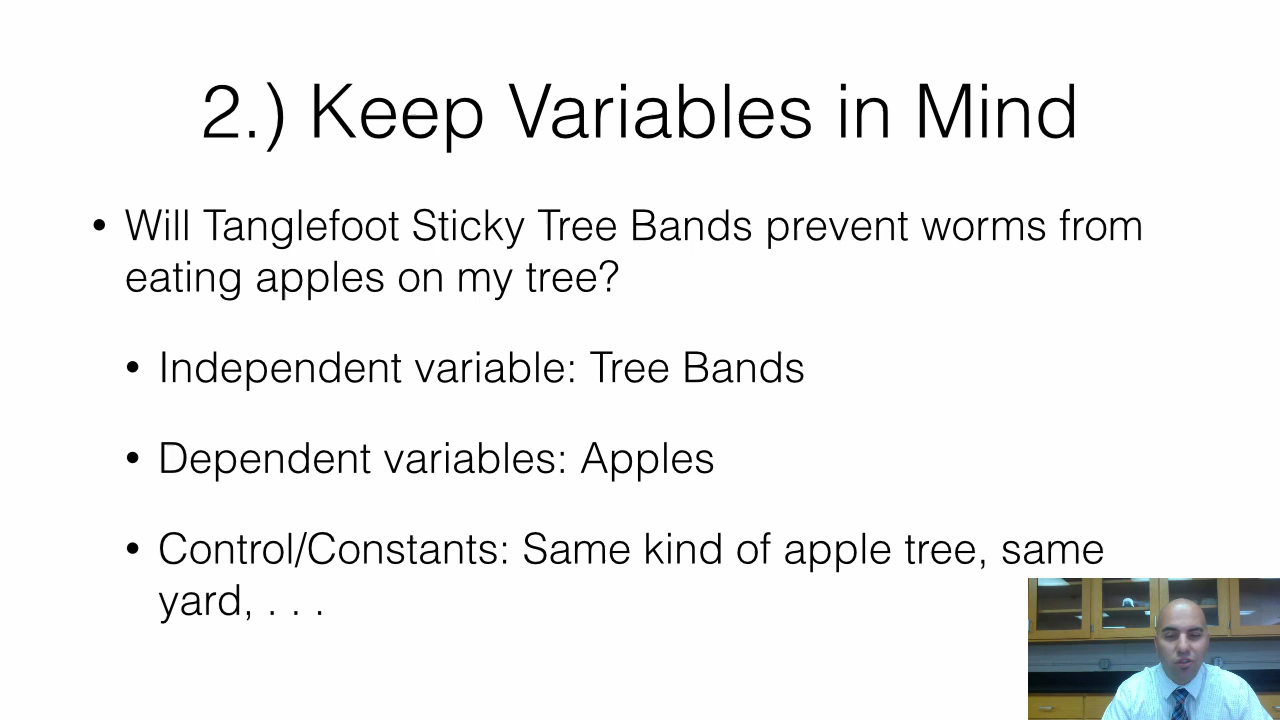 2.) Keep Variables in Mind
• Will Tanglefoot Sticky Tree Bands prevent worms from
eating apples on my tree?
• Independent variable: Tree Bands
• Dependent variables: Apples
• Control/Constants: Same kind of apple tree, same
yard, . . .